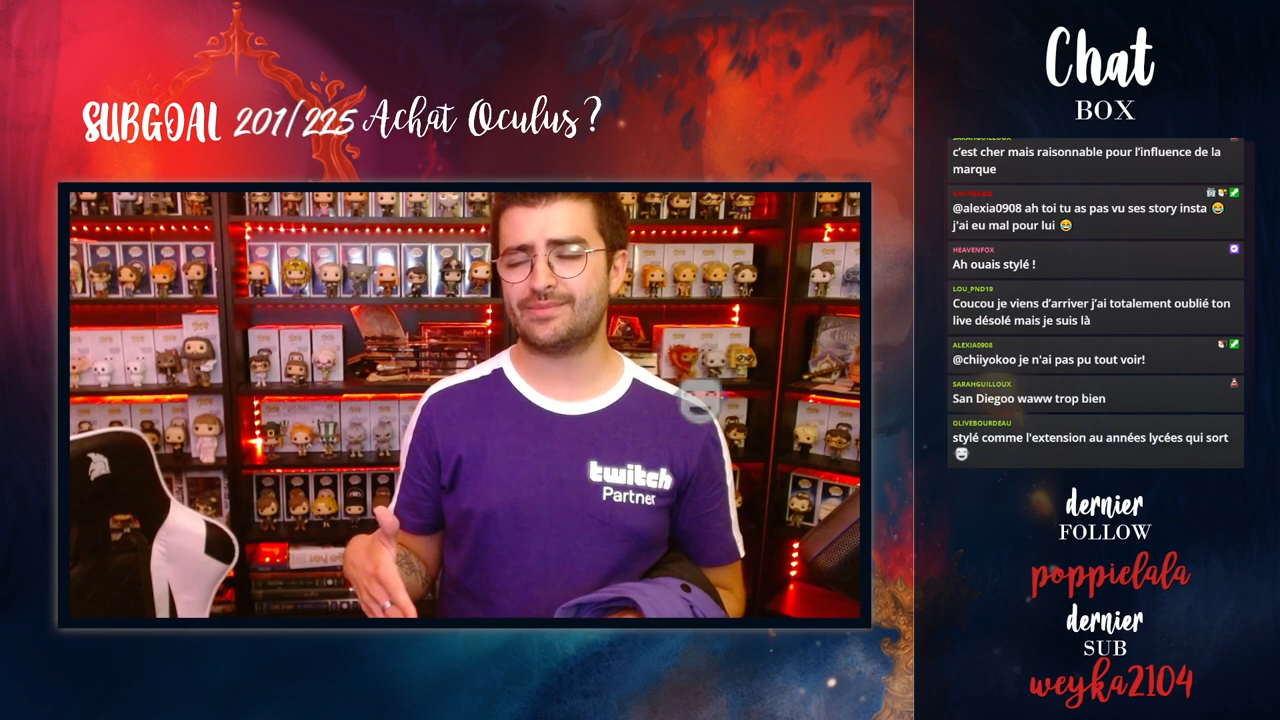 SUBGOAL 201/225 Achat Oculus?
twitch
Partner
Chat
BOX
SARAHGUILLOUX
c'est cher mais raisonnable pour l'influence de la
marque
@alexia0908 ah toi tu as pas vu ses story insta 😂
j'ai eu mal pour lui 😂
HEAVENFOX
Ah ouais stylé !
LOU_PND19
Coucou je viens d'arriver j'ai totalement oublié ton
live désolé mais je suis là
ALEXIA0908
@chiiyokoo je n'ai pas pu tout voir!
SARAHGUILLOUX
San Diegoo waww trop bien
OLIVEBOURDEAU
stylé comme l'extension au années lycées qui sort
dernier
FOLLOW
poppielala
dernier
SUB
weyka2104